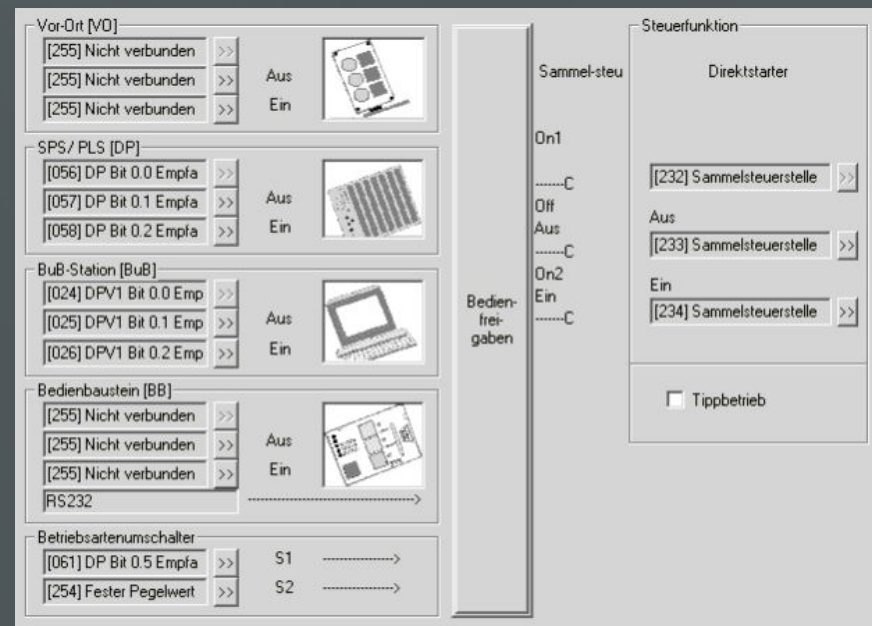 Vor-Ort [VO]
[255] Nicht verbunden >>
[255] Nicht verbunden >> Aus
[255] Nicht verbunden >> Ein
SPS/ PLS [DP]
[056] DP Bit 0.0 Empfa >>
[057] DP Bit 0.1 Empfa >> Aus
[058] DP Bit 0.2 Empfa >> Ein
BuB-Station [BuB]
[024] DPV1 Bit 0.0 Emp >>
[025] DPV1 Bit 0.1 Emp >> Aus
[026] DPV1 Bit 0.2 Emp >> Ein
Bedienbaustein [BB]
[255] Nicht verbunden >>
[255] Nicht verbunden >> Aus
[255] Nicht verbunden >> Ein
RS232 ---------------------------------------->
Betriebsartenumschalter
[061] DP Bit 0.5 Empfa >> S1 ----------------->
[254] Fester Pegelwert >> S2 ----------------->
Bedien-
frei-
gaben
Sammel-steu
On1
------C
Off
Aus
------C
On2
Ein
------C
Steuerfunktion
Direktstarter
[232] Sammelsteuerstelle >>
Aus
[233] Sammelsteuerstelle >>
Ein
[234] Sammelsteuerstelle >>
Tippbetrieb